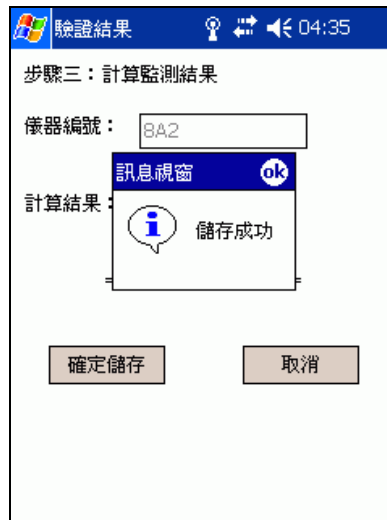 驗證結果 04:35
步驟三：計算監測結果
儀器編號： 8A2
訊息視窗 ok
計算結果：
儲存成功
確定儲存 取消